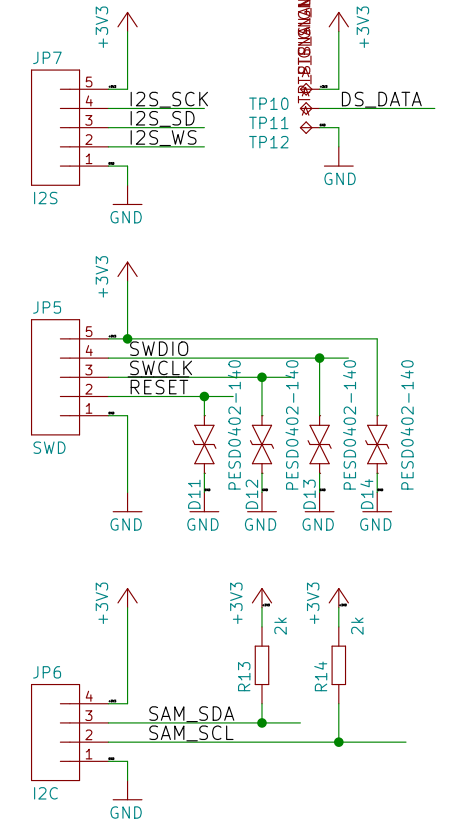 +3V3
+3V3
JP7
5
4
3
2
1
I2S_SCK
I2S_SD
I2S_WS
I2S
GND
TP10
TP11
TP12
DS_DATA
GND
+3V3
JP5
5
4
3
2
1
SWDIO
SWCLK
RESET
SWD
GND
D11
PESD0402-140
GND
D12
PESD0402-140
GND
D13
PESD0402-140
GND
D14
PESD0402-140
GND
+3V3
+3V3
+3V3
2k
2k
R13
R14
JP6
4
3
2
1
SAM_SDA
SAM_SCL
I2C
GND